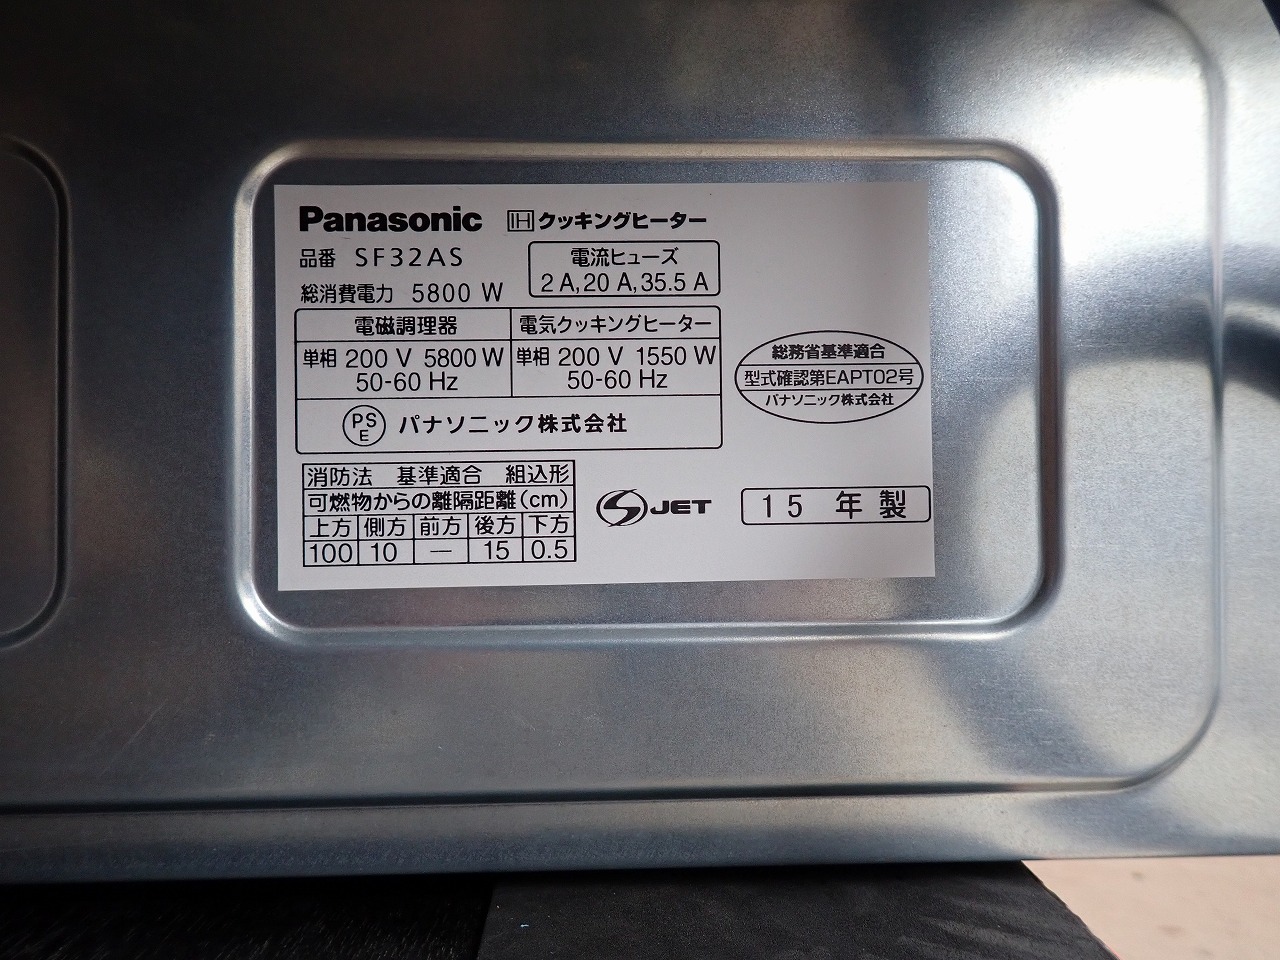 Panasonic IHクッキングヒーター
品番 SF32AS
電流ヒューズ
2A,20A,35.5A
総消費電力 5800 W
電磁調理器 電気クッキングヒーター
単相 200 V 5800 W 単相 200 V 1550 W
50-60 Hz 50-60 Hz
PS
E
パナソニック株式会社
総務省基準適合
型式確認第EAPT02号
パナソニック株式会社
消防法 基準適合 組込形
可燃物からの離隔距離(cm)
上方 側方 前方 後方 下方
100 10 — 15 0.5
S JET
15 年 製